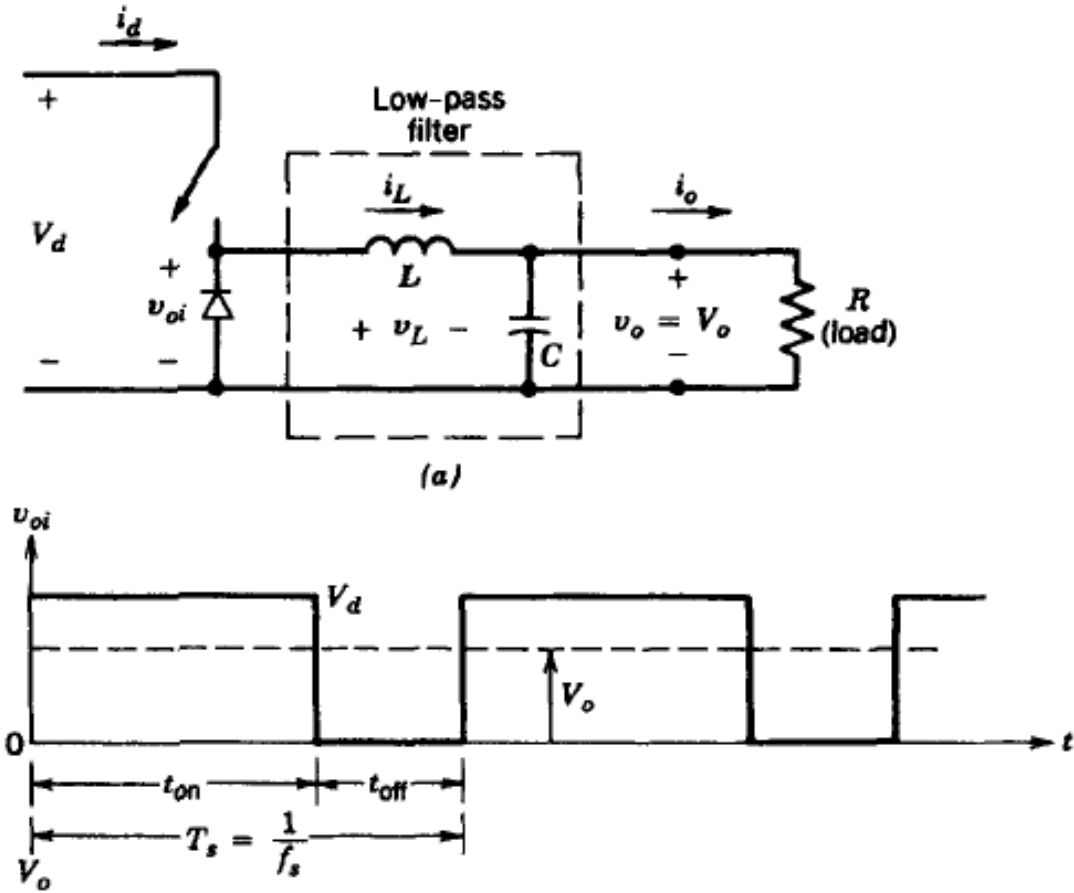 i_d
+
Low-pass
filter
i_L
i_o
V_d
+
L
+
R
(load)
v_oi
+ v_L −
C
v_o = V_o
− −
−
(a)
v_oi
V_d
V_o
0
t
t_on
t_off
T_s = 1/f_s
V_o